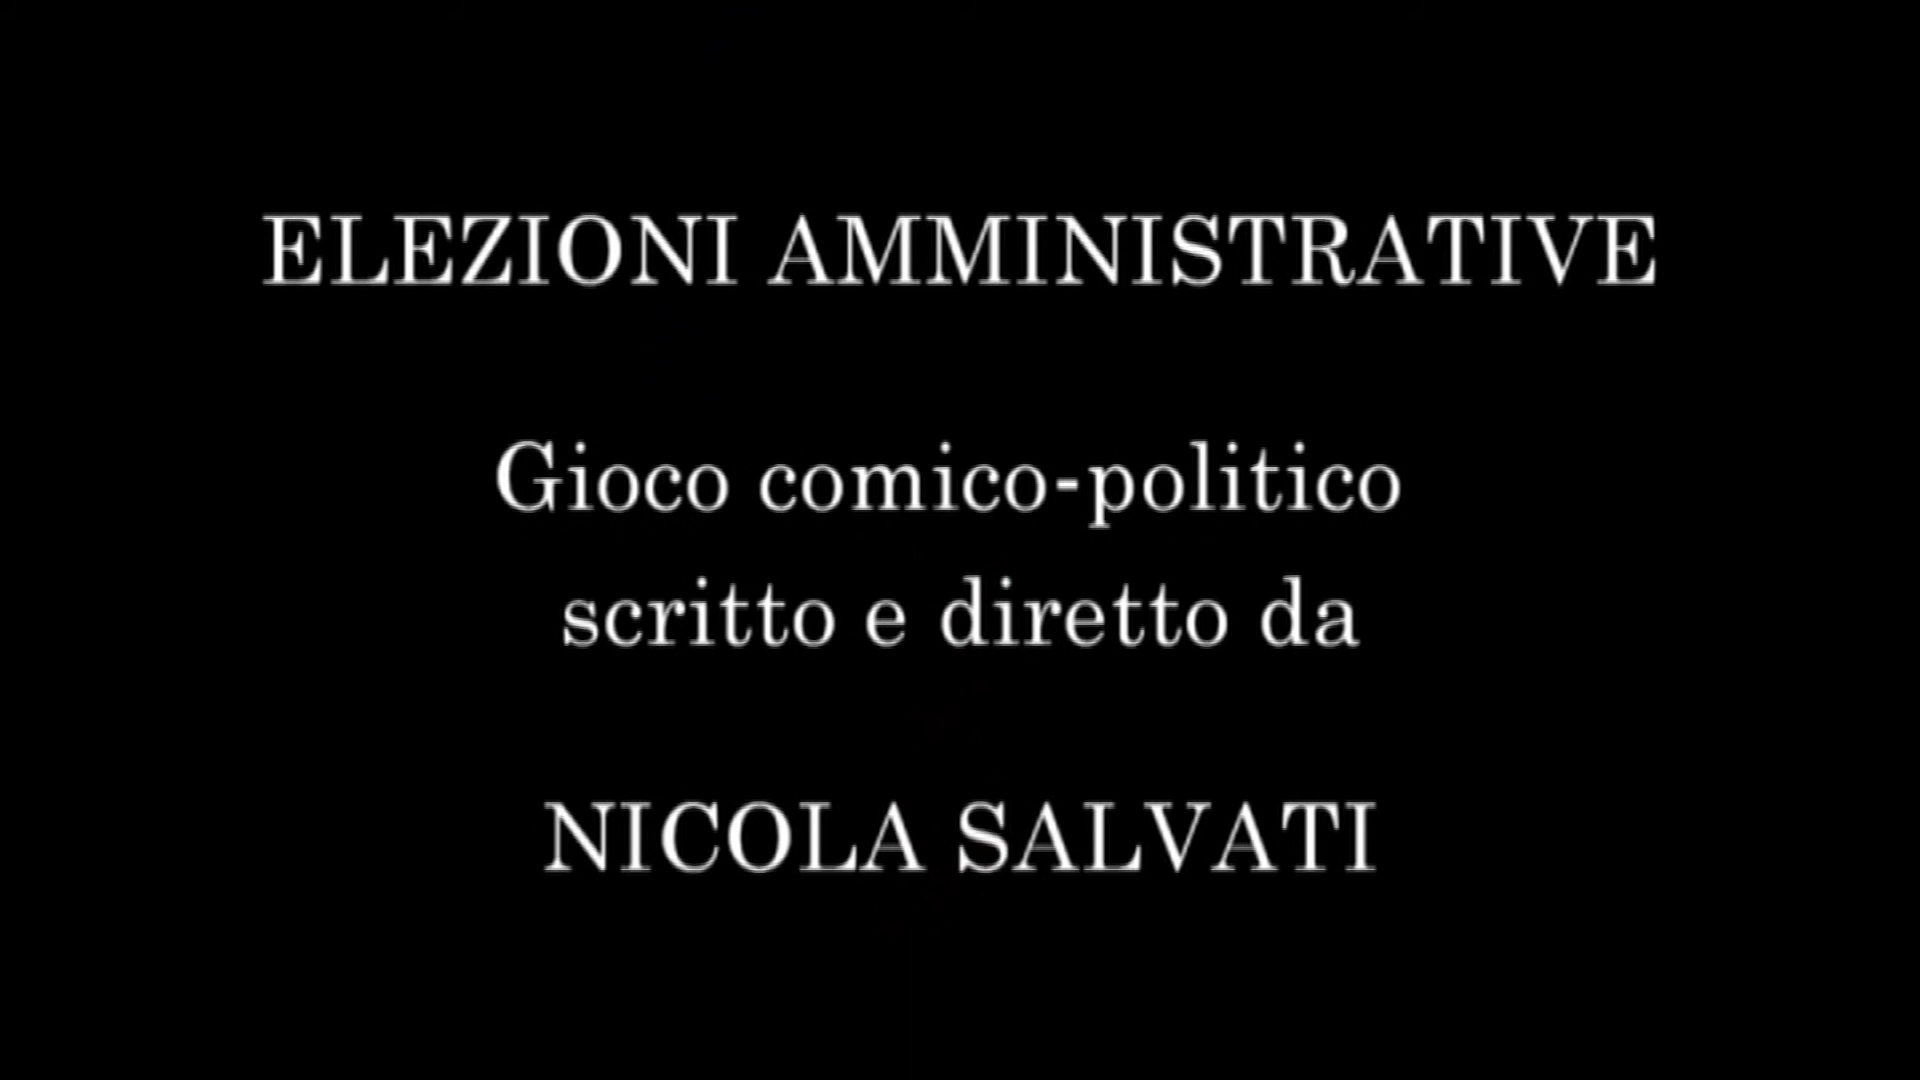 ELEZIONI AMMINISTRATIVE
Gioco comico-politico
scritto e diretto da
NICOLA SALVATI